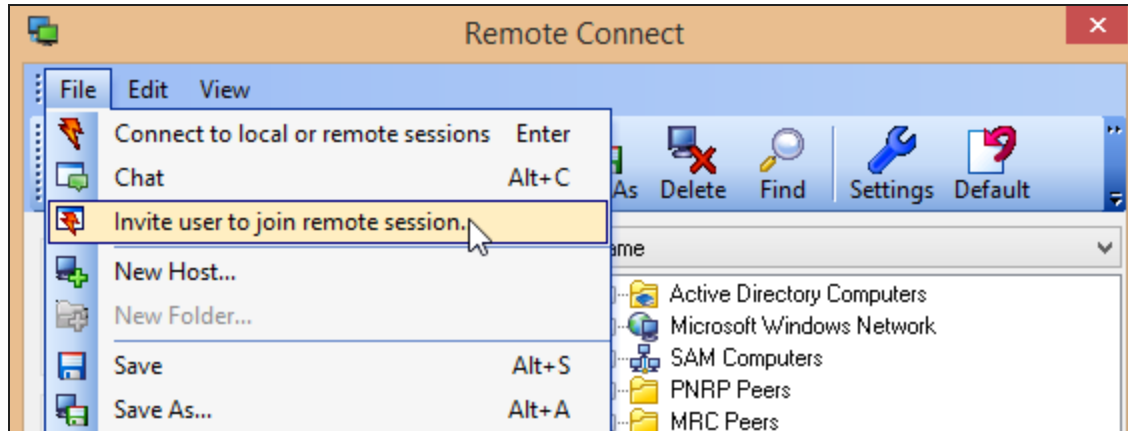 Remote Connect
File Edit View
Connect to local or remote sessions Enter
Chat Alt+C
Invite user to join remote session..
New Host...
New Folder...
Save Alt+S
Save As... Alt+A
As Delete Find Settings Default
Active Directory Computers
Microsoft Windows Network
SAM Computers
PNRP Peers
MRC Peers